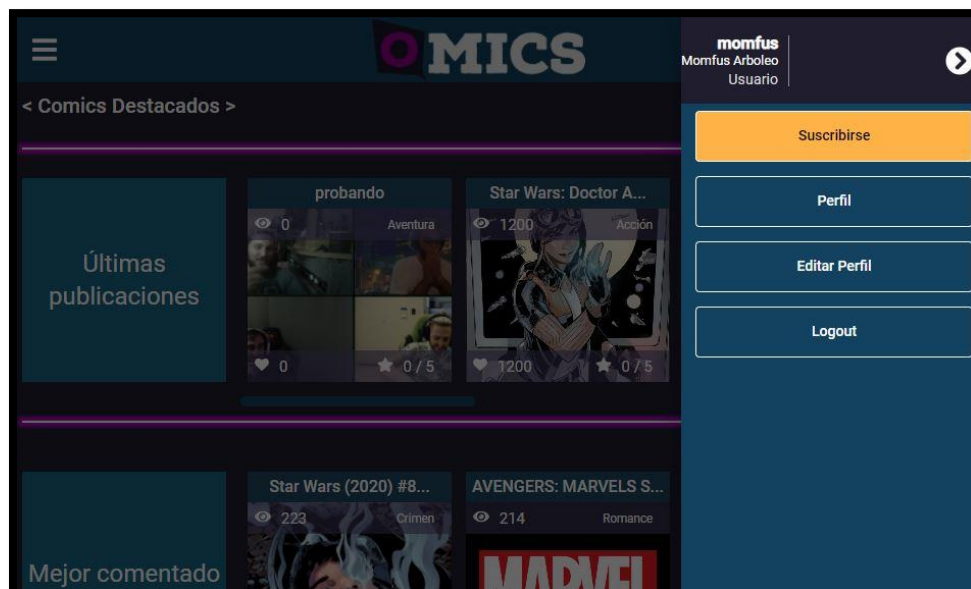 OMICS
momfus
Momfus Arboleo
Usuario
< Comics Destacados >
Suscribirse
Perfil
Editar Perfil
Logout
Últimas
publicaciones
probando
0 Aventura
0 0 / 5
Star Wars: Doctor A...
1200 Acción
1200 0 / 5
Mejor comentado
Star Wars (2020) #8...
223 Crimen
AVENGERS: MARVELS S...
214 Romance
MARVEL